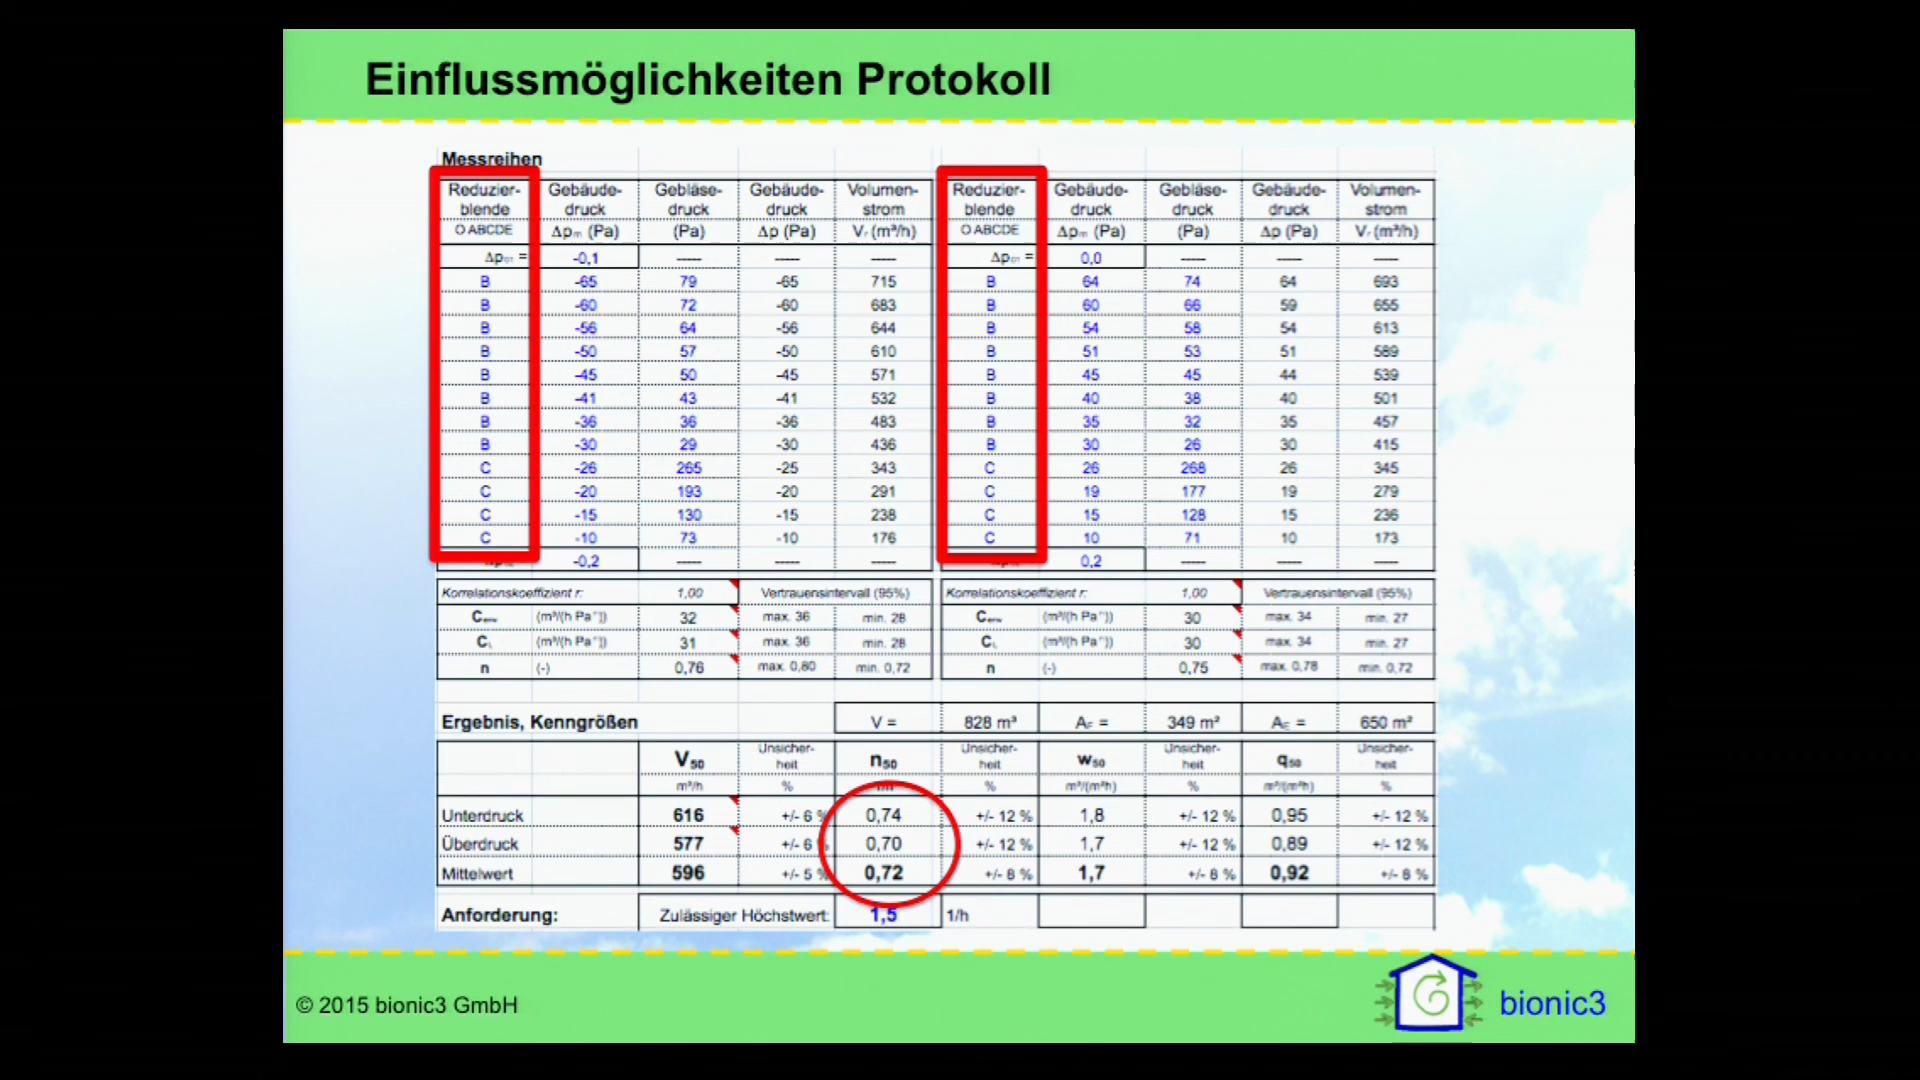 Einflussmöglichkeiten Protokoll
Messreihen
Reduzier-blende Gebäude-druck Gebläse-druck Gebäude-druck Volumen-strom Reduzier-blende Gebäude-druck Gebläse-druck Gebäude-druck Volumen-strom
O ABCDE Δpm (Pa) (Pa) Δp (Pa) Vr (m³/h) O ABCDE Δpm (Pa) (Pa) Δp (Pa) Vr (m³/h)
Δp01 = -0,1 ----- ----- ----- Δp01 = 0,0 ----- ----- -----
B -65 79 -65 715 B 64 74 64 693
B -60 72 -60 683 B 60 66 59 655
B -56 64 -56 644 B 54 58 54 613
B -50 57 -50 610 B 51 53 51 589
B -45 50 -45 571 B 45 45 44 539
B -41 43 -41 532 B 40 38 40 501
B -36 36 -36 483 B 35 32 35 457
B -30 29 -30 436 B 30 26 30 415
C -26 265 -25 343 C 26 268 26 345
C -20 193 -20 291 C 19 177 19 279
C -15 130 -15 238 C 15 128 15 236
C -10 73 -10 176 C 10 71 10 173
-0,2 ----- ----- ----- 0,2 ----- ----- -----
Korrelationskoeffizient r: 1,00 Vertrauensintervall (95%) Korrelationskoeffizient r: 1,00 Vertrauensintervall (95%)
Cenv (m³/(h Paⁿ)) 32 max. 36 min. 28 Cenv (m³/(h Paⁿ)) 30 max. 34 min. 27
CL (m³/(h Paⁿ)) 31 max. 36 min. 28 CL (m³/(h Paⁿ)) 30 max. 34 min. 27
n (-) 0,76 max. 0,80 min. 0,72 n (-) 0,75 max. 0,78 min. 0,72
Ergebnis, Kenngrößen V = 828 m³ AF = 349 m² AE = 650 m²
V50 Unsicher-heit n50 Unsicher-heit w50 Unsicher-heit q50 Unsicher-heit
m³/h % % m³/(m²h) % m³/(m²h) %
Unterdruck 616 +/- 6 % 0,74 +/- 12 % 1,8 +/- 12 % 0,95 +/- 12 %
Überdruck 577 +/- 6 % 0,70 +/- 12 % 1,7 +/- 12 % 0,89 +/- 12 %
Mittelwert 596 +/- 5 % 0,72 +/- 8 % 1,7 +/- 8 % 0,92 +/- 8 %
Anforderung: Zulässiger Höchstwert: 1,5 1/h
© 2015 bionic3 GmbH
bionic3